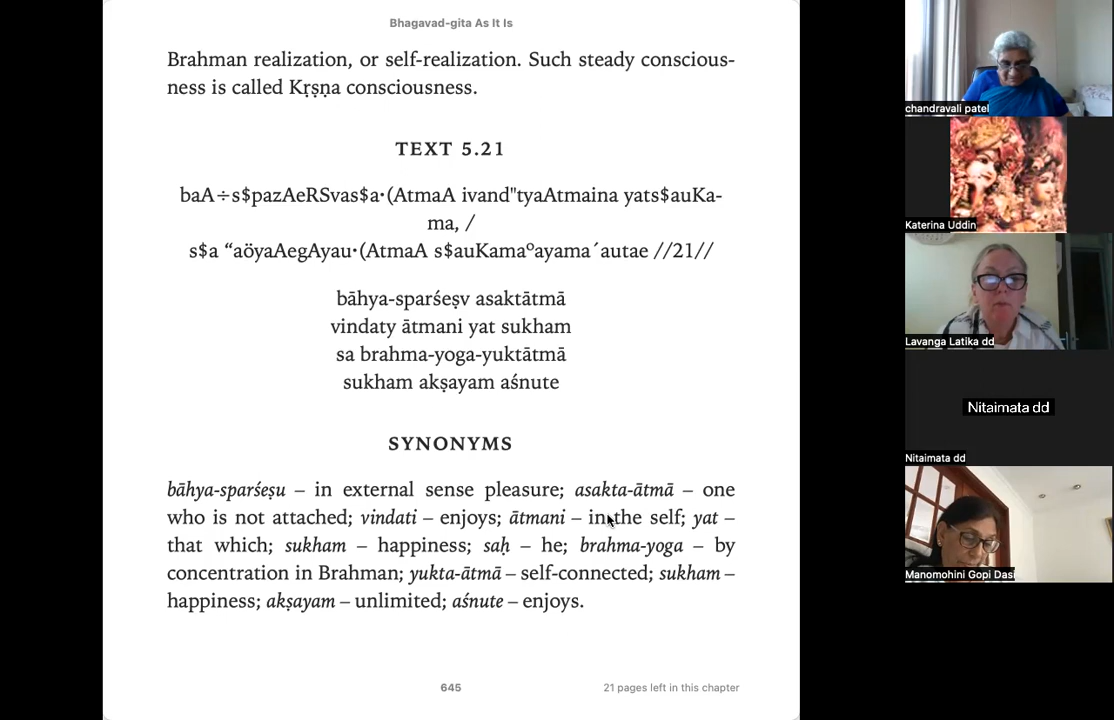 Bhagavad-gita As It Is
Brahman realization, or self-realization. Such steady conscious-
ness is called Kṛṣṇa consciousness.
TEXT 5.21
baA÷s$pazAeRSvas$a·(AtmaA ivand"tyaAtmaina yats$auKa-
ma, /
s$a “aöyaAegAyau·(AtmaA s$auKamaºayama´autae //21//
bāhya-sparśeṣv asaktātmā
vindaty ātmani yat sukham
sa brahma-yoga-yuktātmā
sukham akṣayam aśnute
SYNONYMS
bāhya-sparśeṣu – in external sense pleasure; asakta-ātmā – one
who is not attached; vindati – enjoys; ātmani – in the self; yat –
that which; sukham – happiness; saḥ – he; brahma-yoga – by
concentration in Brahman; yukta-ātmā – self-connected; sukham –
happiness; akṣayam – unlimited; aśnute – enjoys.
645
21 pages left in this chapter
chandravali patel
Katerina Uddin
Lavanga Latika dd
Nitaimata dd
Nitaimata dd
Manomohini Gopi Dasi